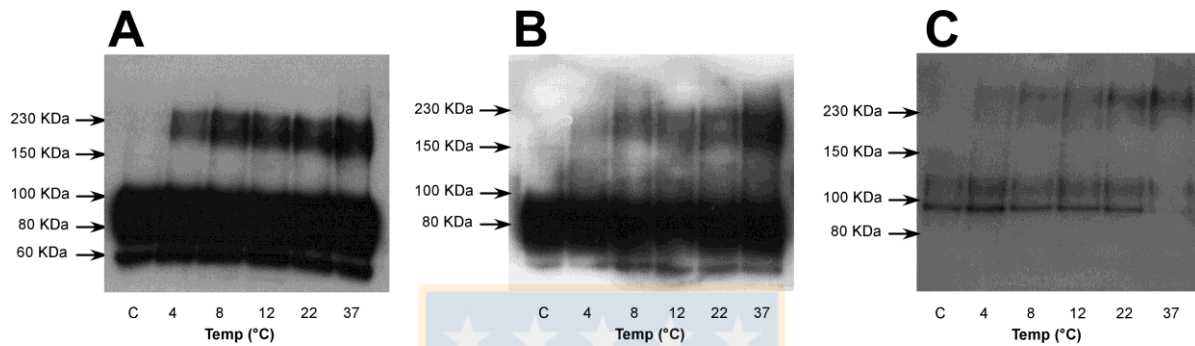 A
B
C
230 KDa
150 KDa
100 KDa
80 KDa
60 KDa
C 4 8 12 22 37
Temp (°C)
230 KDa
150 KDa
100 KDa
80 KDa
C 4 8 12 22 37
Temp (°C)
230 KDa
150 KDa
100 KDa
80 KDa
C 4 8 12 22 37
Temp (°C)